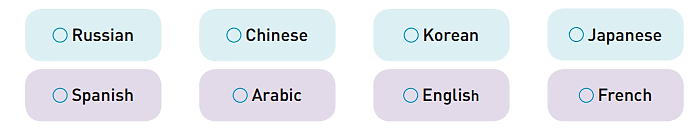 Russian Chinese Korean Japanese
Spanish Arabic English French